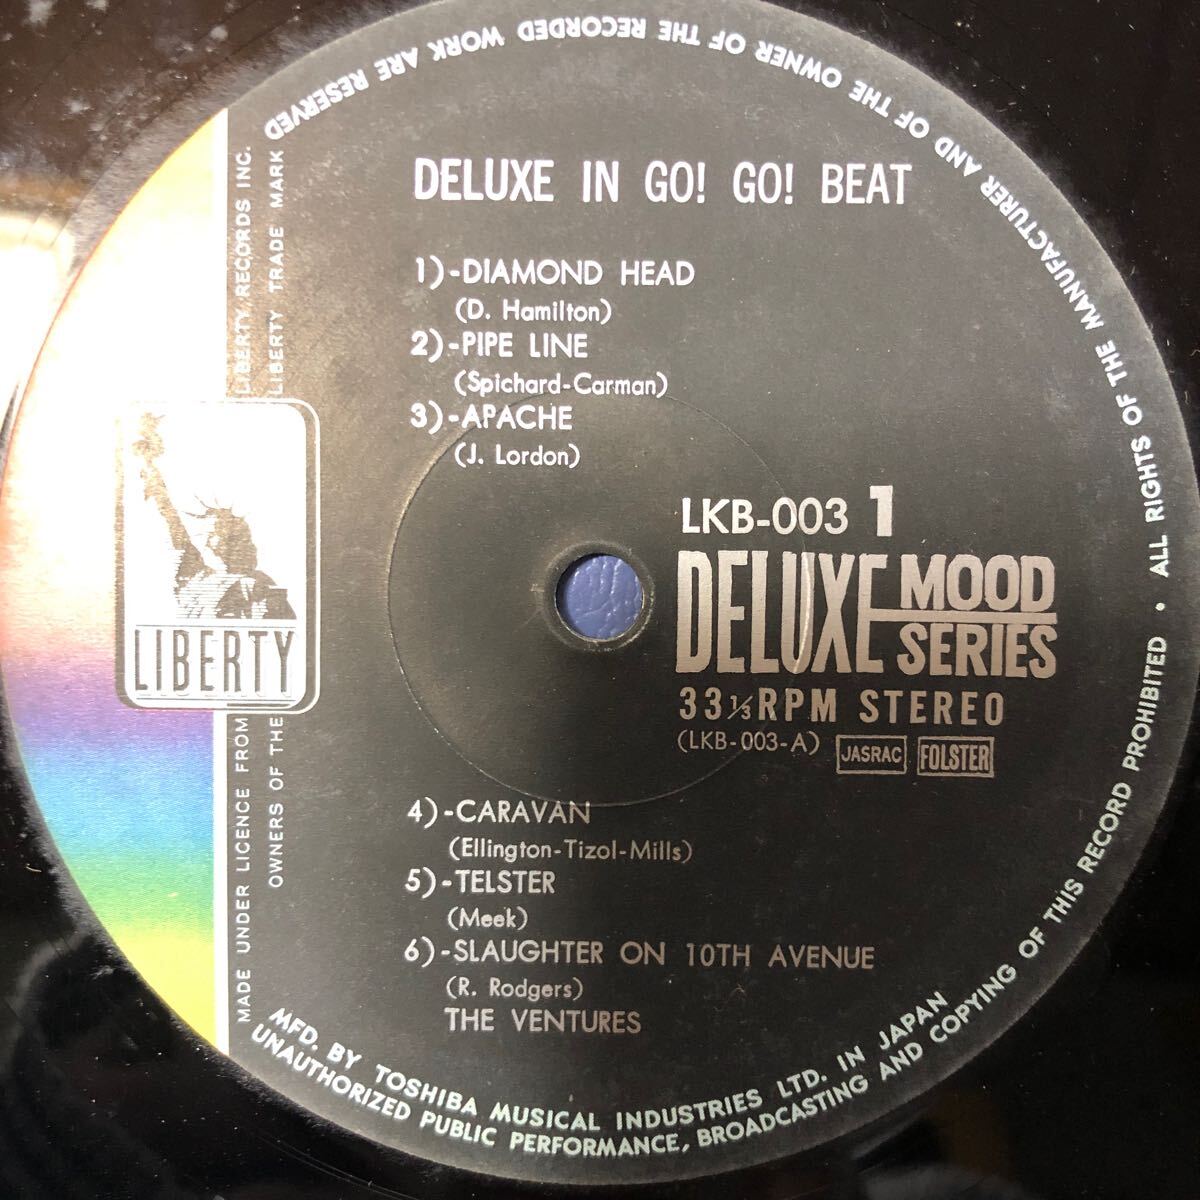 DELUXE IN GO! GO! BEAT
1)-DIAMOND HEAD
(D. Hamilton)
2)-PIPE LINE
(Spichard-Carman)
3)-APACHE
(J. Lordon)
LKB-003 1
DELUXE MOOD SERIES
33 1/3 RPM STEREO
(LKB-003-A) JASRAC FOLSTER
4)-CARAVAN
(Ellington-Tizol-Mills)
5)-TELSTER
(Meek)
6)-SLAUGHTER ON 10TH AVENUE
(R. Rodgers)
THE VENTURES
LIBERTY
MADE UNDER LICENCE FROM LIBERTY RECORDS INC.
OWNERS OF THE LIBERTY TRADE MARK
MFD. BY TOSHIBA MUSICAL INDUSTRIES LTD. IN JAPAN
ALL RIGHTS OF THE MANUFACTURER AND OF THE OWNER OF THE RECORDED WORK ARE RESERVED
UNAUTHORIZED PUBLIC PERFORMANCE, BROADCASTING AND COPYING OF THIS RECORD PROHIBITED •